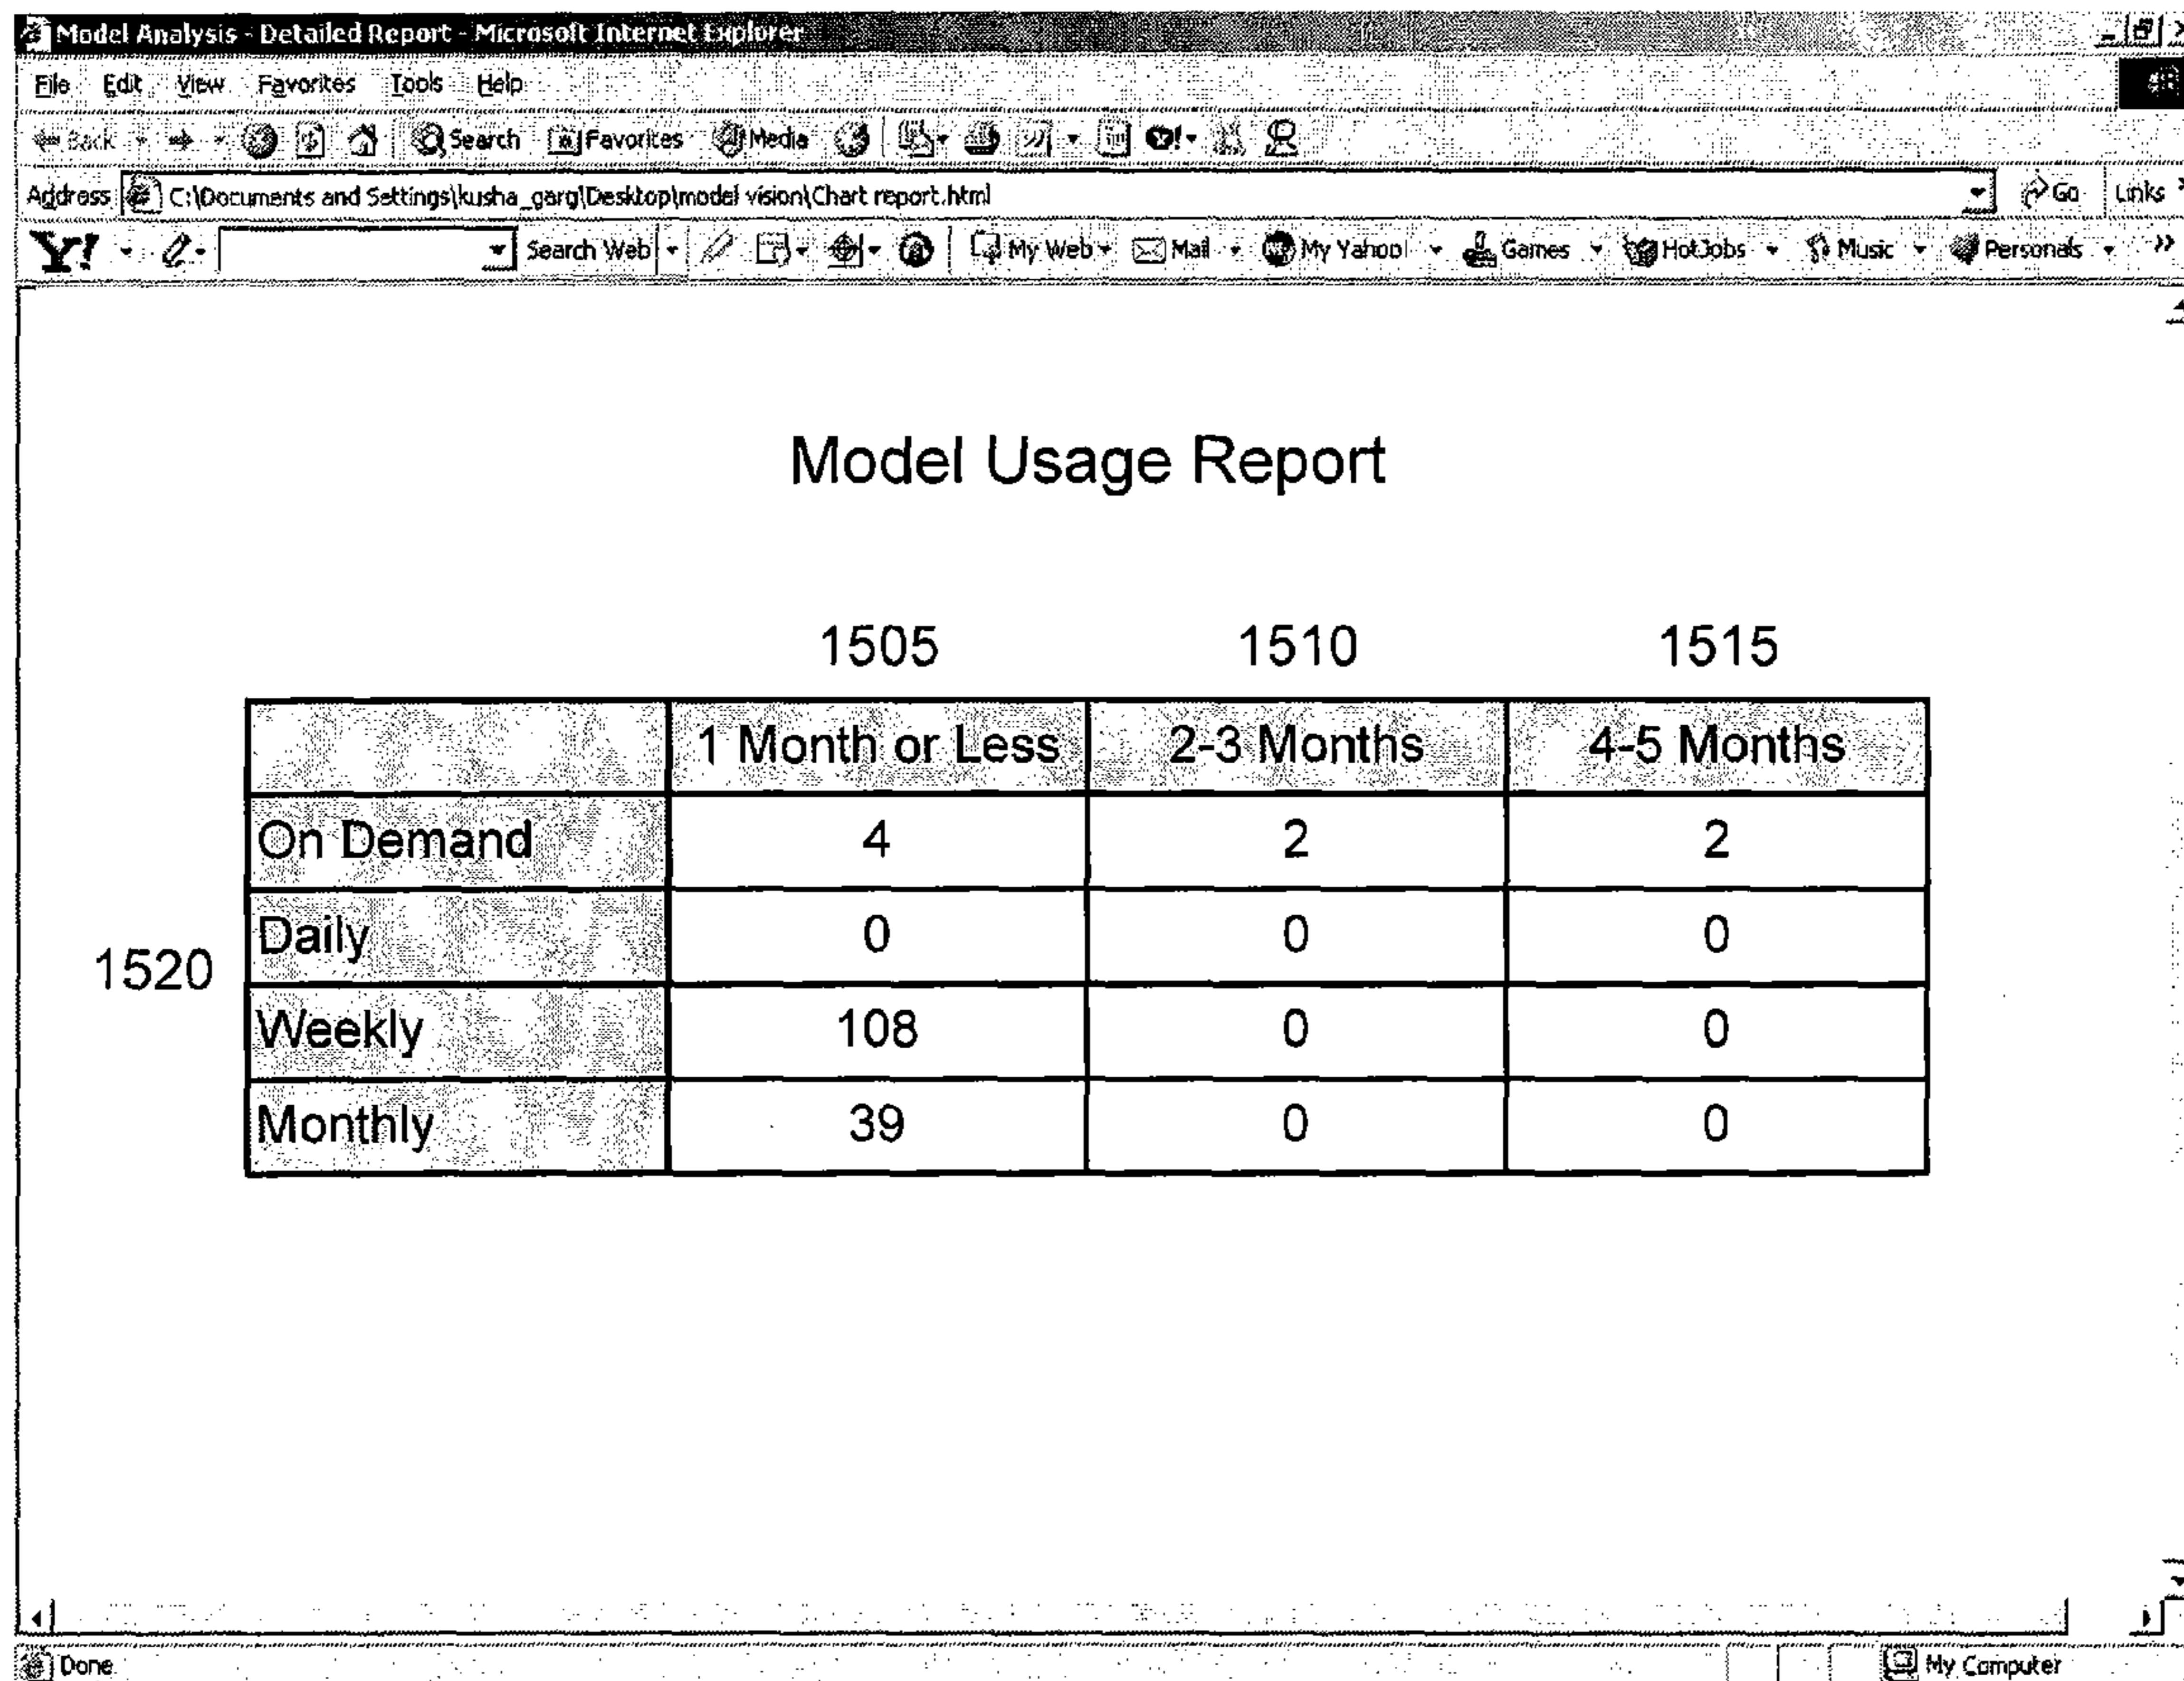 Model Analysis - Detailed Report - Microsoft Internet Explorer
File Edit View Favorites Tools Help
Back Search Favorites Media
Address C:\Documents and Settings\kusha_garg\Desktop\model vision\Chart report.html Go Links
Y! Search Web My Web Mail My Yahoo! Games HotJobs Music Personals
Model Usage Report
1505 1510 1515
1 Month or Less 2-3 Months 4-5 Months
On Demand 4 2 2
Daily 0 0 0
1520
Weekly 108 0 0
Monthly 39 0 0
Done My Computer